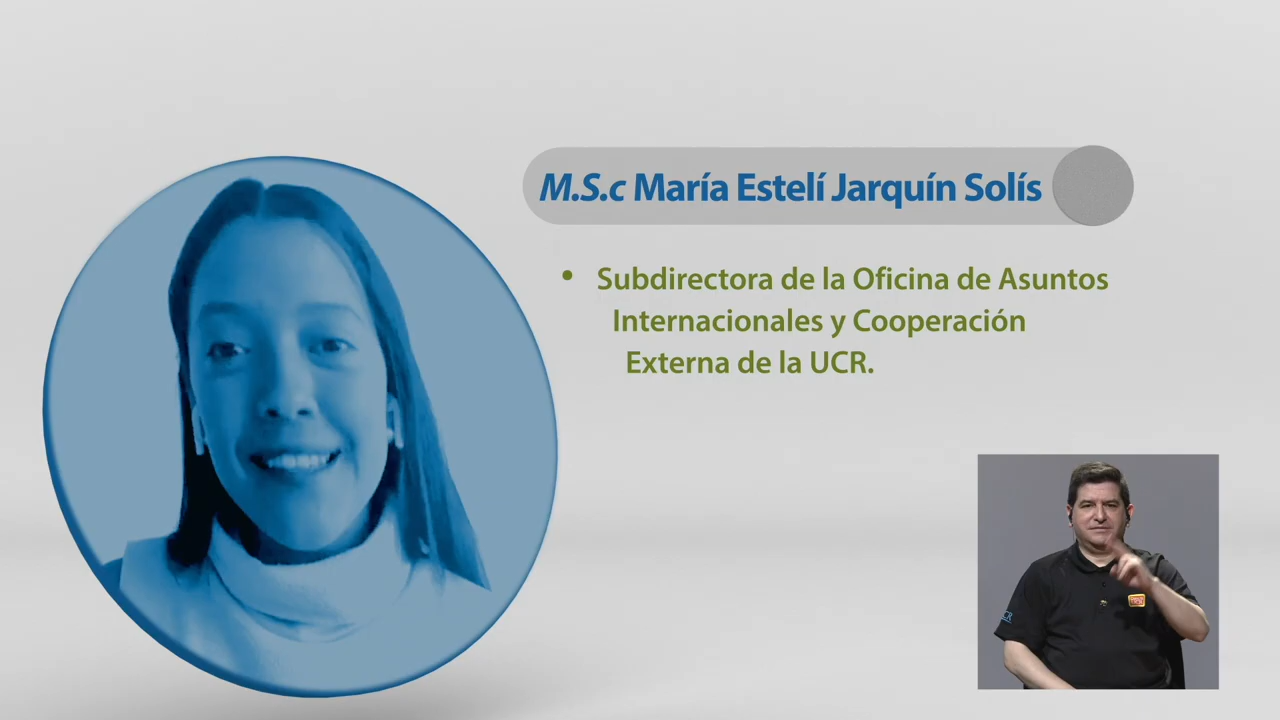 M.S.c María Estelí Jarquín Solís
• Subdirectora de la Oficina de Asuntos
Internacionales y Cooperación
Externa de la UCR.